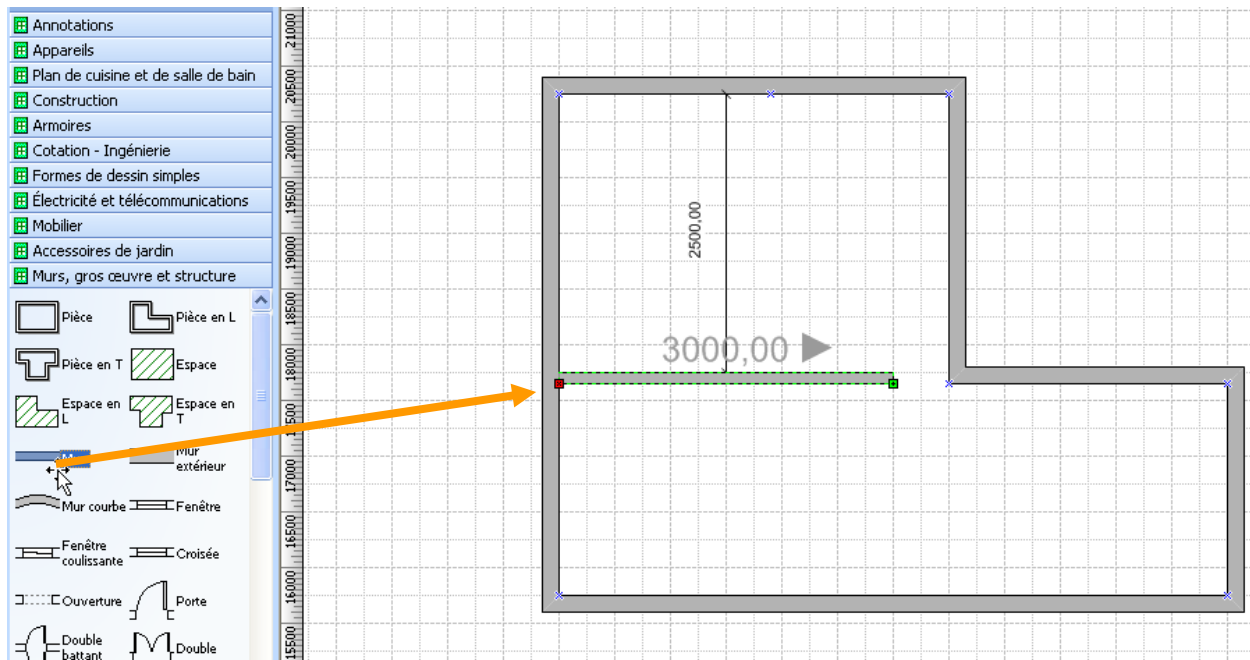 Annotations
Appareils
Plan de cuisine et de salle de bain
Construction
Armoires
Cotation - Ingénierie
Formes de dessin simples
Électricité et télécommunications
Mobilier
Accessoires de jardin
Murs, gros œuvre et structure
Pièce
Pièce en L
Pièce en T
Espace
Espace en
L
Espace en
T
Mur
extérieur
Mur courbe
Fenêtre
Fenêtre
coulissante
Croisée
Ouverture
Porte
Double
battant
Double
21000
20500
20000
19500
19000
18500
18000
17000
16500
16000
15500
2500,00
3000,00